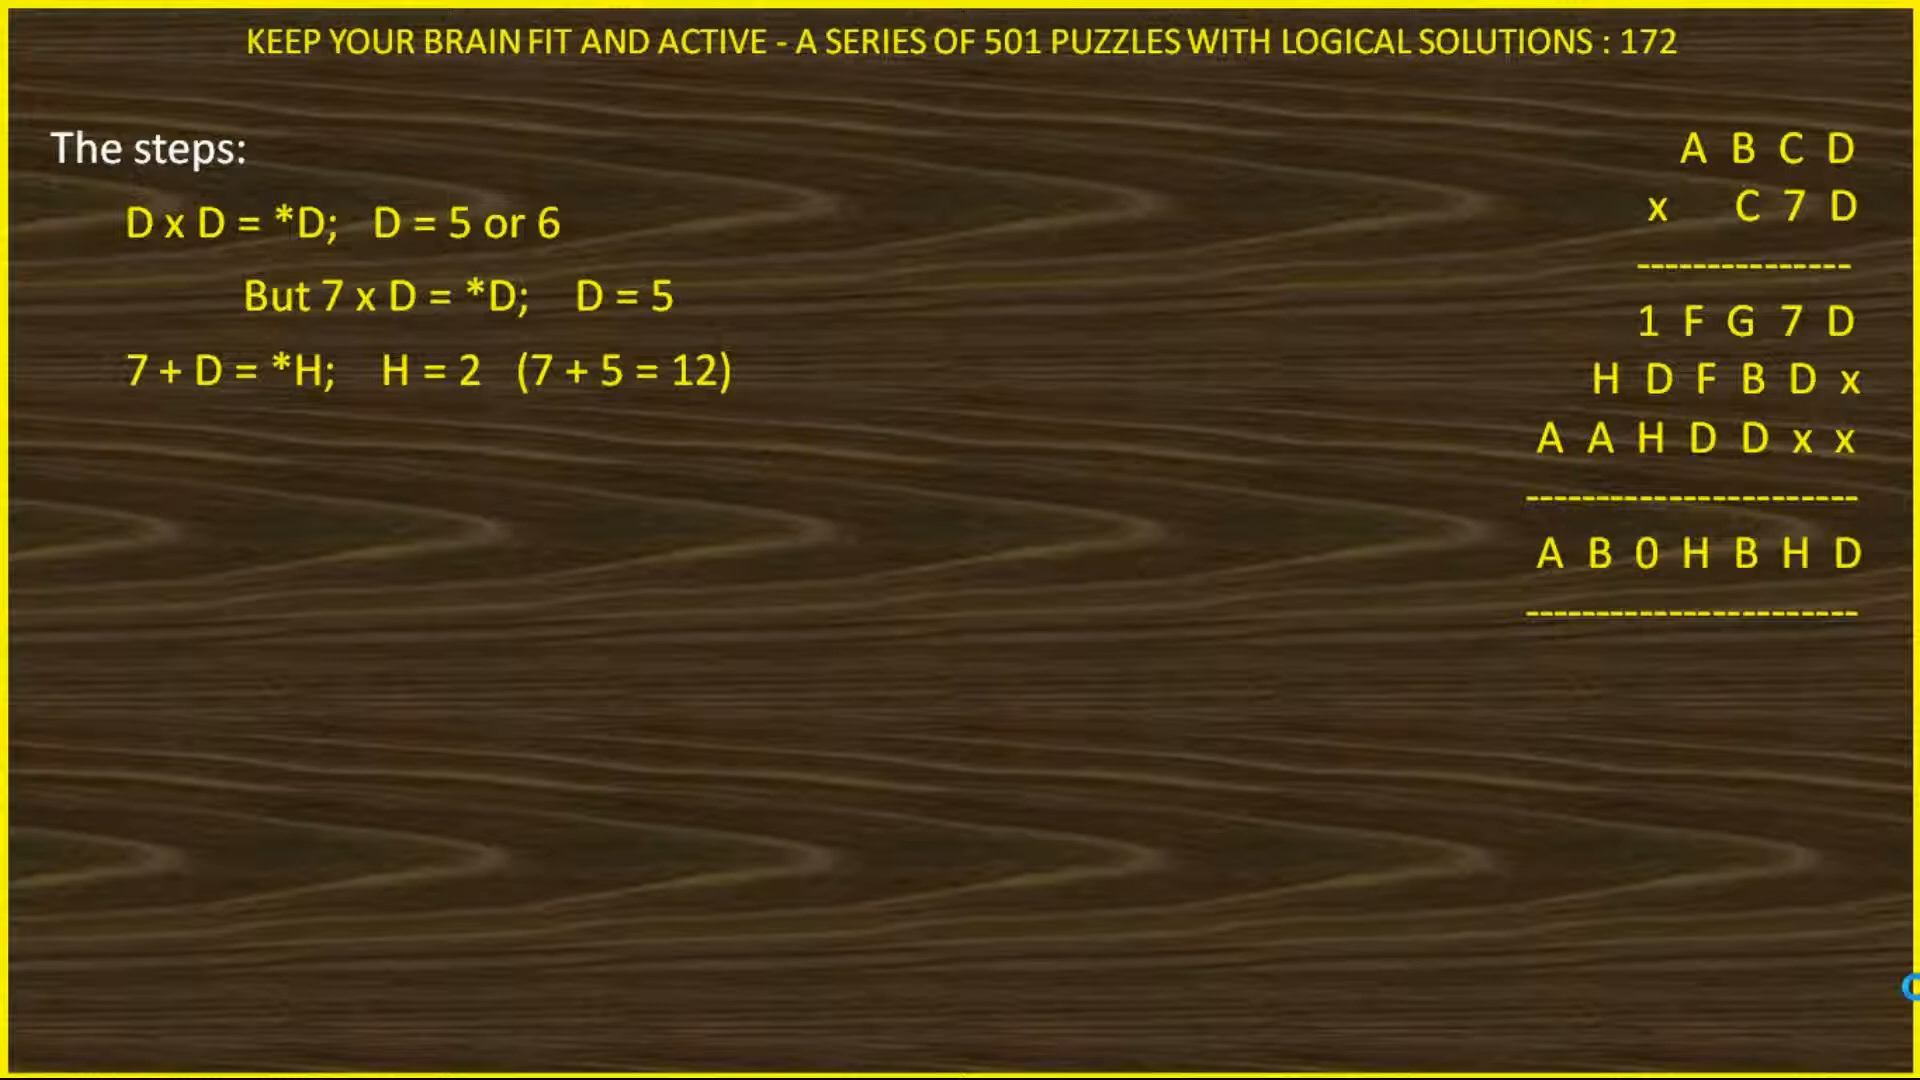 KEEP YOUR BRAIN FIT AND ACTIVE - A SERIES OF 501 PUZZLES WITH LOGICAL SOLUTIONS : 172
The steps:
D x D = *D; D = 5 or 6
But 7 x D = *D; D = 5
7 + D = *H; H = 2 (7 + 5 = 12)
A B C D
x C 7 D
---------------
1 F G 7 D
H D F B D x
A A H D D x x
-----------------------
A B 0 H B H D
-----------------------